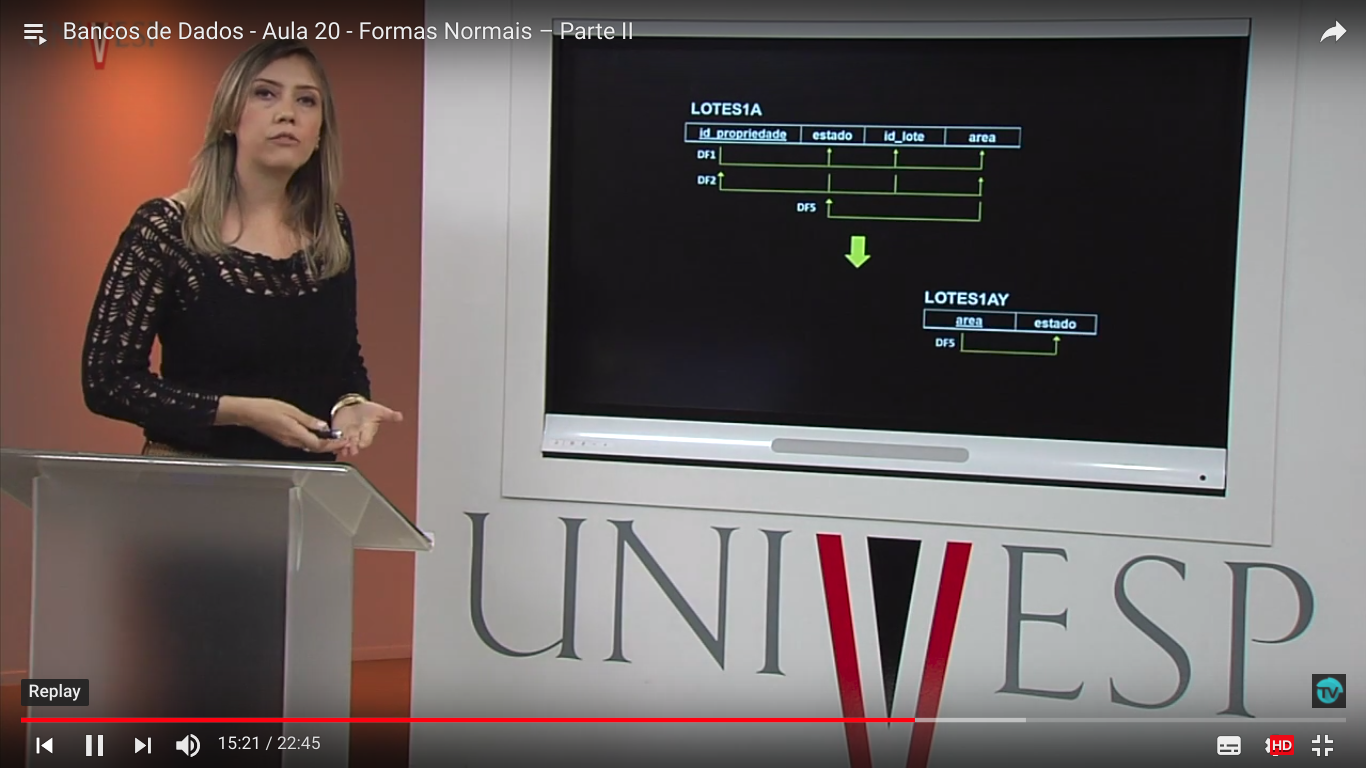 Bancos de Dados - Aula 20 - Formas Normais – Parte II
UNIVESP
LOTES1A
id_propriedade estado id_lote area
DF1
DF2
DF5
LOTES1AY
area estado
DF5
UNIVESP
Replay
TV
15:21 / 22:45
HD